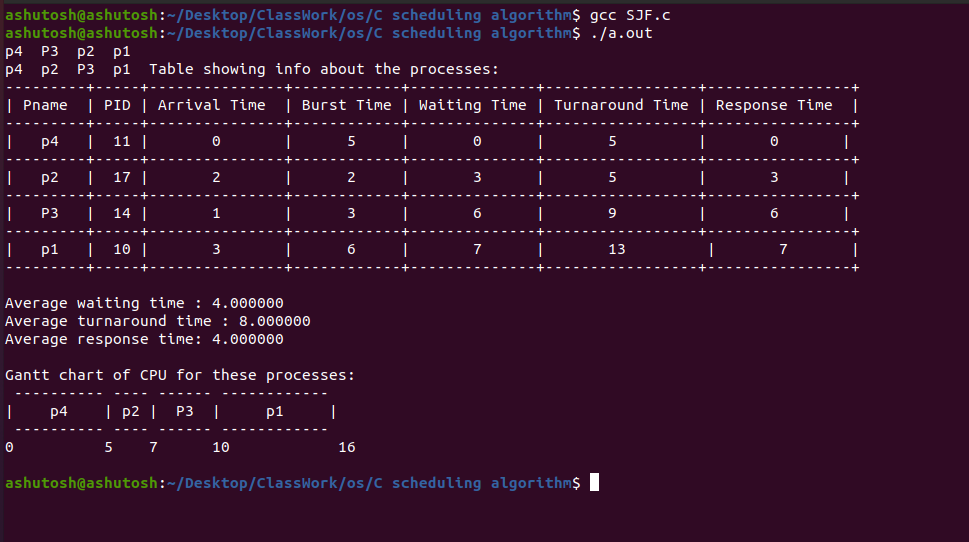 ashutosh@ashutosh:~/Desktop/ClassWork/os/C scheduling algorithm$ gcc SJF.c
ashutosh@ashutosh:~/Desktop/ClassWork/os/C scheduling algorithm$ ./a.out
p4  P3  p2  p1
p4  p2  P3  p1  Table showing info about the processes:
---------+-----+---------------+------------+--------------+-----------------+----------------+
| Pname  | PID | Arrival Time  | Burst Time | Waiting Time | Turnaround Time | Response Time  |
---------+-----+---------------+------------+--------------+-----------------+----------------+
|   p4   | 11 |       0       |      5     |       0      |       5         |       0       |
---------+-----+---------------+------------+--------------+-----------------+----------------+
|   p2   | 17 |       2       |      2     |       3      |       5         |       3       |
---------+-----+---------------+------------+--------------+-----------------+----------------+
|   P3   | 14 |       1       |      3     |       6      |       9         |       6       |
---------+-----+---------------+------------+--------------+-----------------+----------------+
|   p1   | 10 |       3       |      6     |       7      |       13         |       7       |
---------+-----+---------------+------------+--------------+-----------------+----------------+

Average waiting time : 4.000000
Average turnaround time : 8.000000
Average response time: 4.000000

Gantt chart of CPU for these processes:
 ---------- ---- ------ ------------
|    p4    | p2 |  P3  |     p1     |
 ---------- ---- ------ ------------
0          5    7      10            16

ashutosh@ashutosh:~/Desktop/ClassWork/os/C scheduling algorithm$